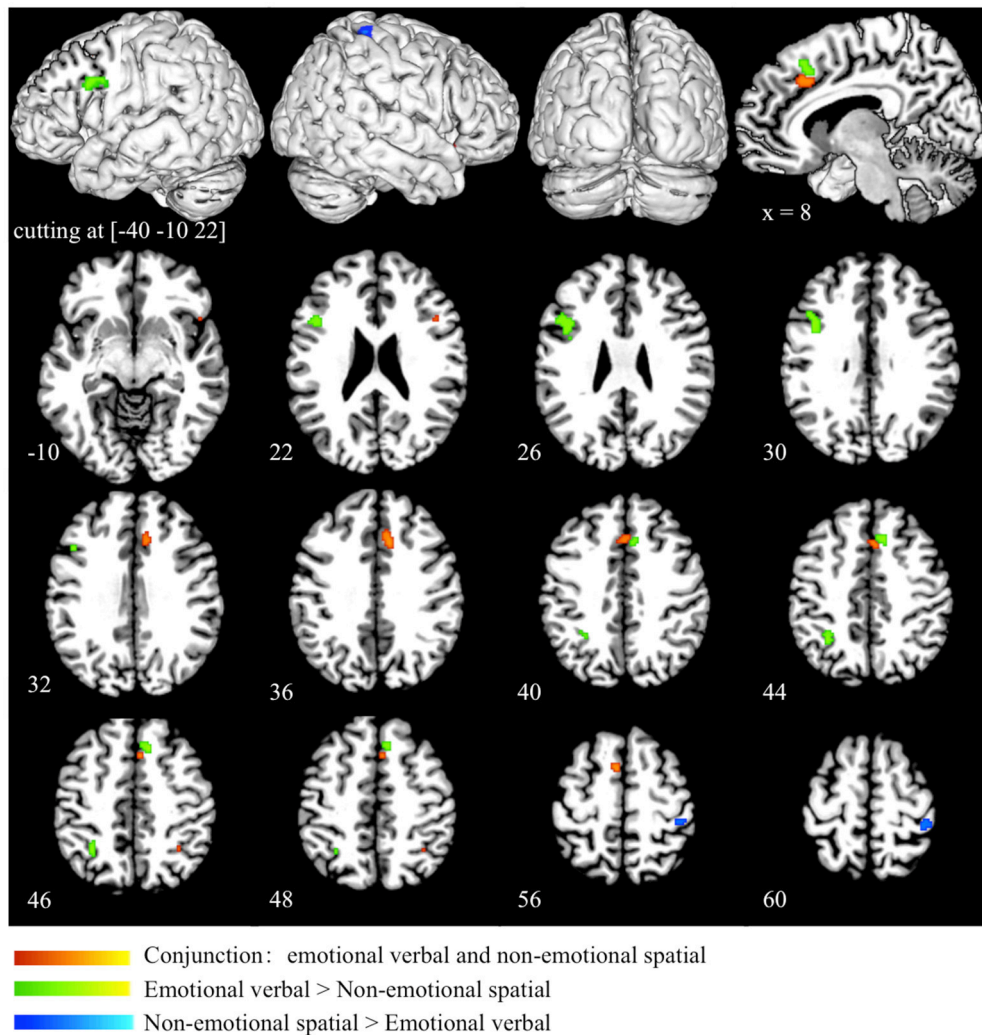 cutting at [-40 -10 22]
x = 8
-10
22
26
30
32
36
40
44
46
48
56
60
Conjunction: emotional verbal and non-emotional spatial
Emotional verbal > Non-emotional spatial
Non-emotional spatial > Emotional verbal